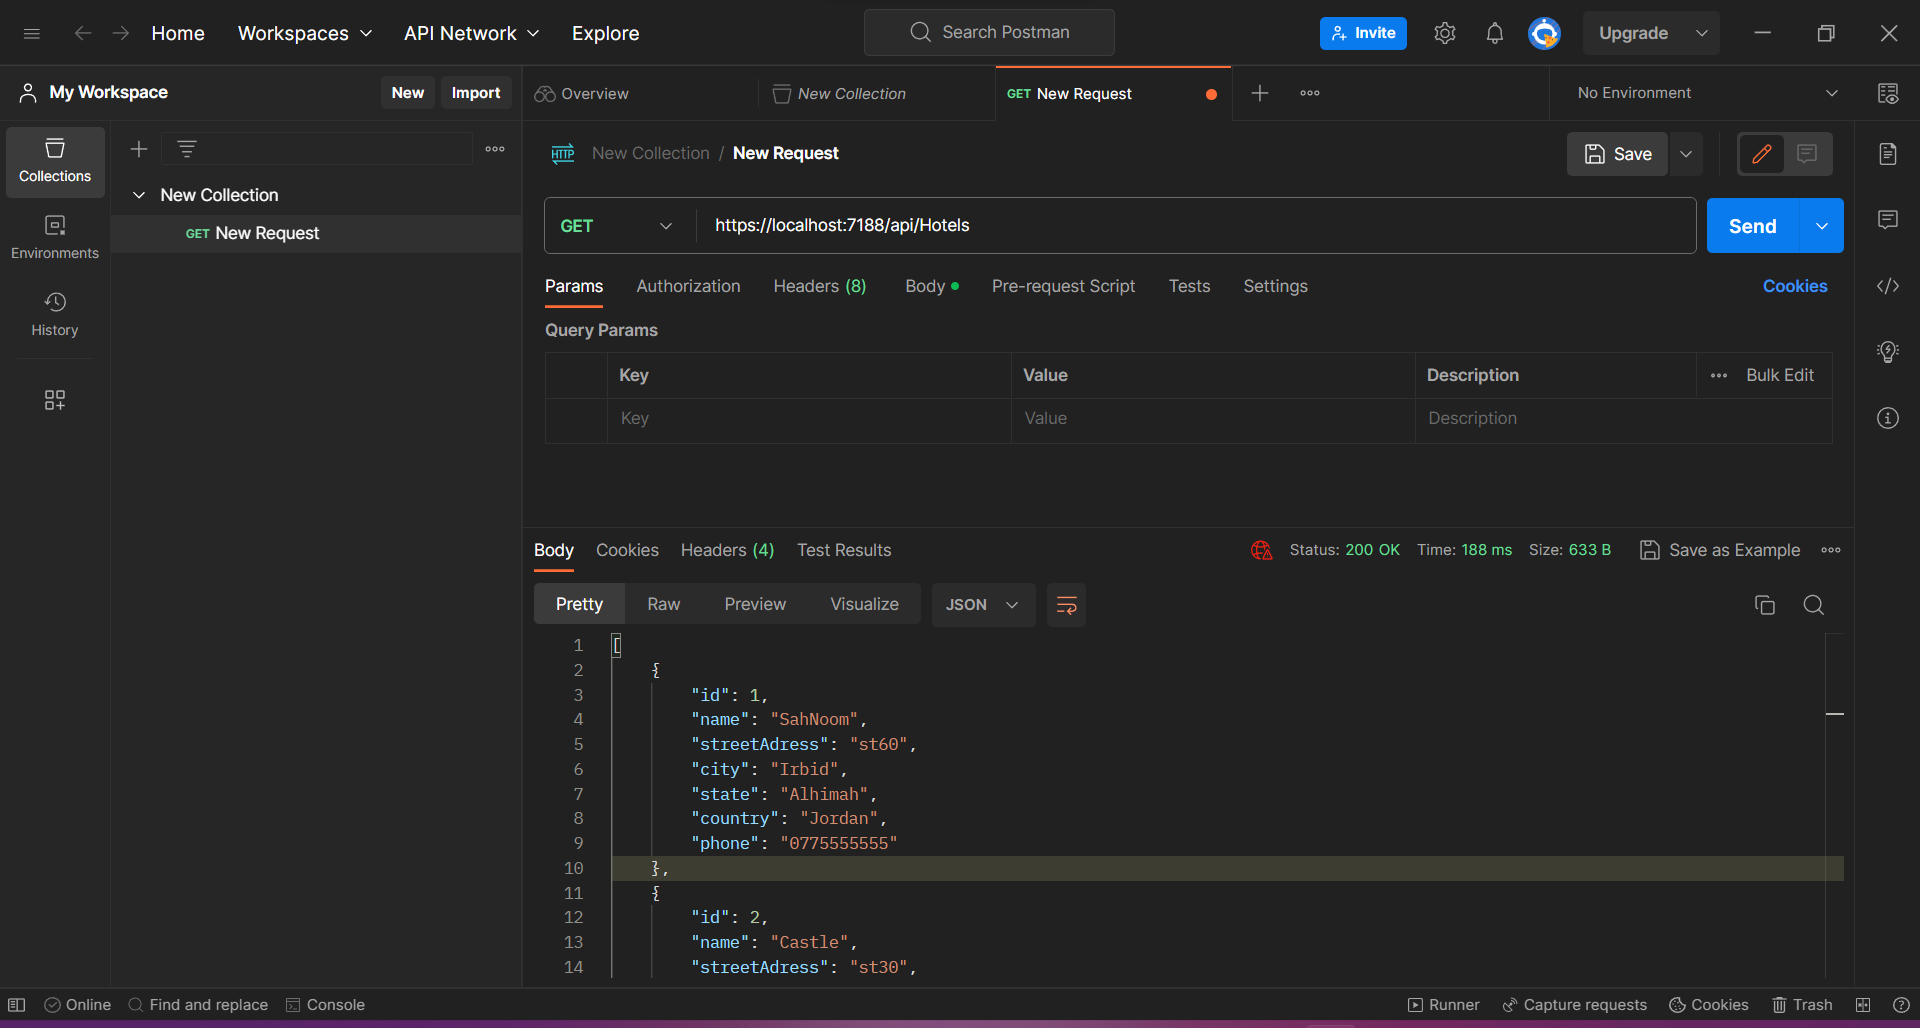 Home Workspaces API Network Explore Search Postman Invite Upgrade
My Workspace New Import Overview New Collection GET New Request No Environment
Collections
Environments
History
New Collection
GET New Request
New Collection / New Request Save
GET https://localhost:7188/api/Hotels Send
Params Authorization Headers (8) Body Pre-request Script Tests Settings Cookies
Query Params
Key Value Description Bulk Edit
Key Value Description
Body Cookies Headers (4) Test Results Status: 200 OK Time: 188 ms Size: 633 B Save as Example
Pretty Raw Preview Visualize JSON
1 [
2 {
3 "id": 1,
4 "name": "SahNoom",
5 "streetAdress": "st60",
6 "city": "Irbid",
7 "state": "Alhimah",
8 "country": "Jordan",
9 "phone": "0775555555"
10 },
11 {
12 "id": 2,
13 "name": "Castle",
14 "streetAdress": "st30",
Online Find and replace Console Runner Capture requests Cookies Trash